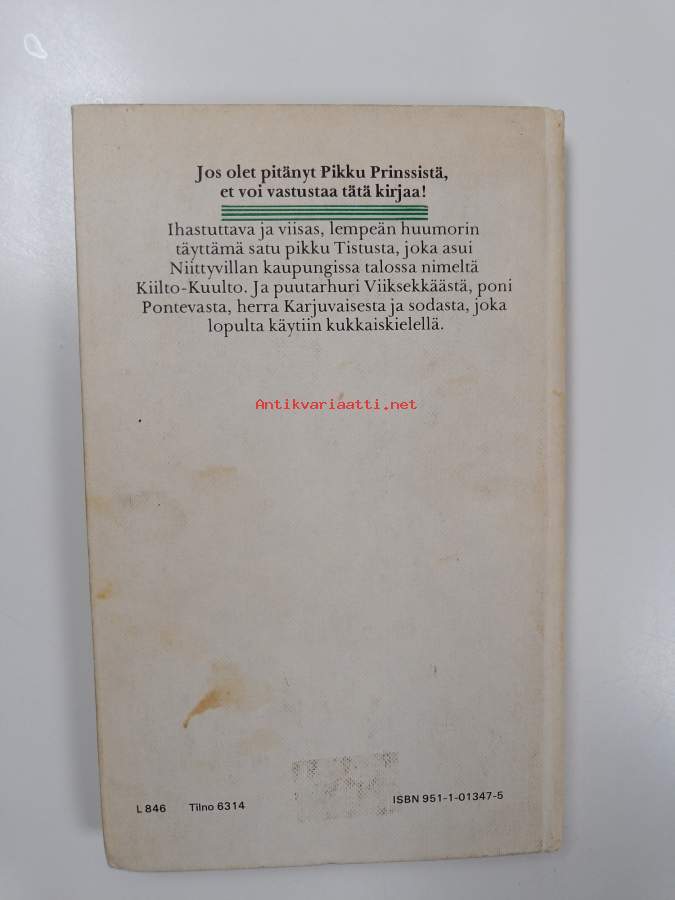 Jos olet pitänyt Pikku Prinssistä,
et voi vastustaa tätä kirjaa!
Ihastuttava ja viisas, lempeän huumorin
täyttämä satu pikku Tistusta, joka asui
Niittyvillan kaupungissa talossa nimeltä
Kiilto-Kuulto. Ja puutarhuri Viiksekkäästä, poni
Pontevasta, herra Karjuvaisesta ja sodasta, joka
lopulta käytiin kukkaiskielellä.
Antikvariaatti.net
L 846 Tilno 6314 ISBN 951-1-01347-5